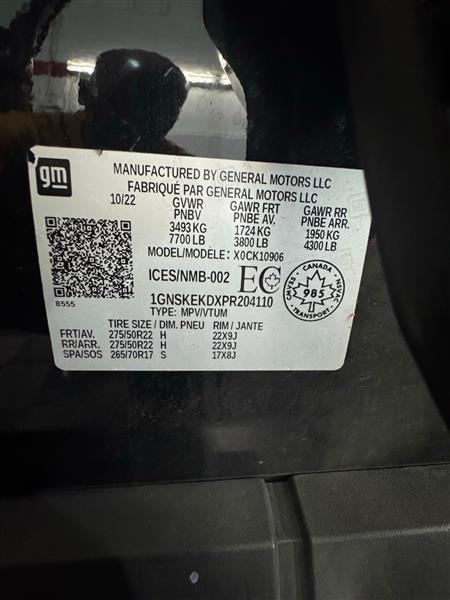 gm
MANUFACTURED BY GENERAL MOTORS LLC
FABRIQUÉ PAR GENERAL MOTORS LLC
10/22 GVWR GAWR FRT GAWR RR
PNBV PNBE AV. PNBE ARR.
3493 KG 1724 KG 1950 KG
7700 LB 3800 LB 4300 LB
MODEL/MODÈLE: X0CK10906
ICES/NMB-002 EC
CANADA
CMVSS 985 NSVAC
TRANSPORT
8555
1GNSKEKDXPR204110
TYPE: MPV/VTUM
TIRE SIZE / DIM. PNEU RIM / JANTE
FRT/AV. 275/50R22 H 22X9J
RR/ARR. 275/50R22 H 22X9J
SPA/SOS 265/70R17 S 17X8J